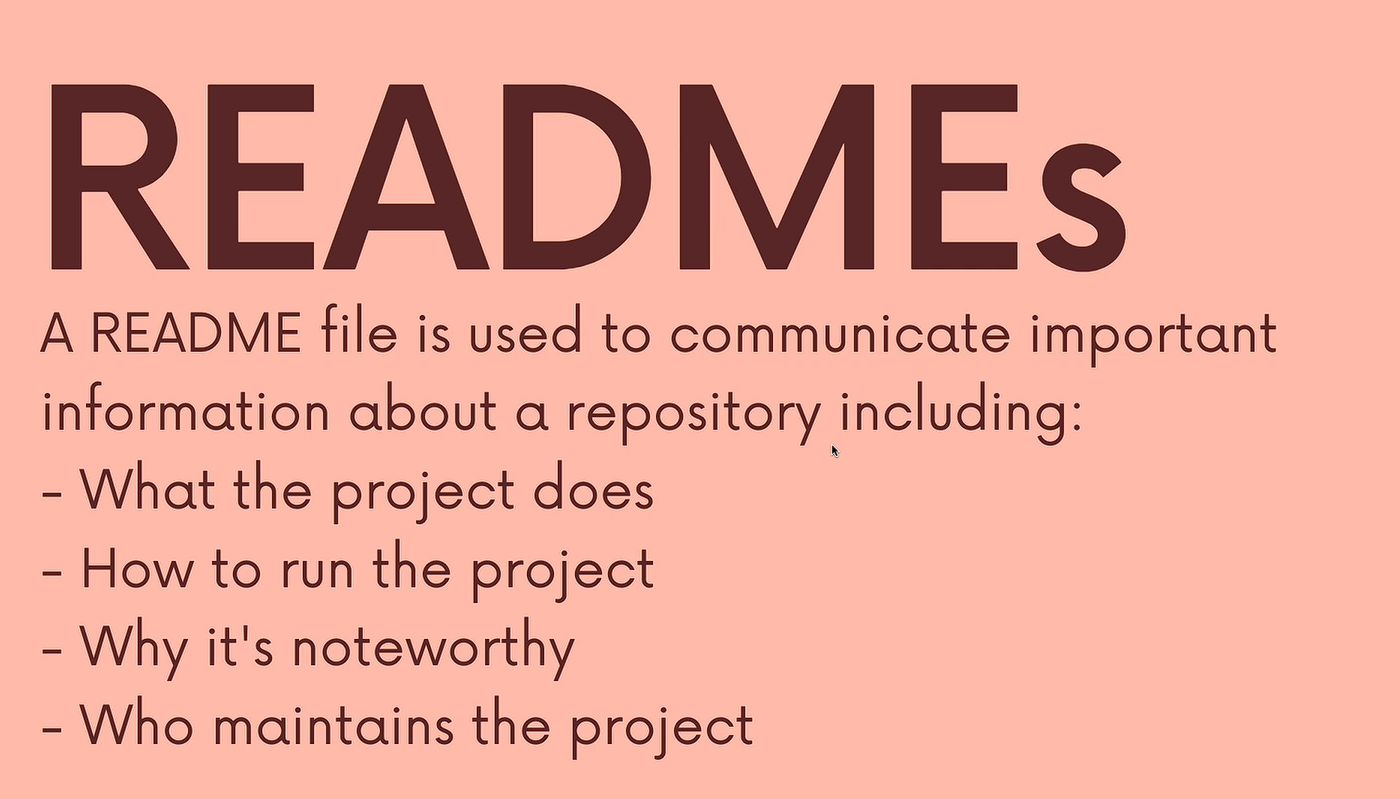 READMEs
A README file is used to communicate important
information about a repository including:
- What the project does
- How to run the project
- Why it's noteworthy
- Who maintains the project